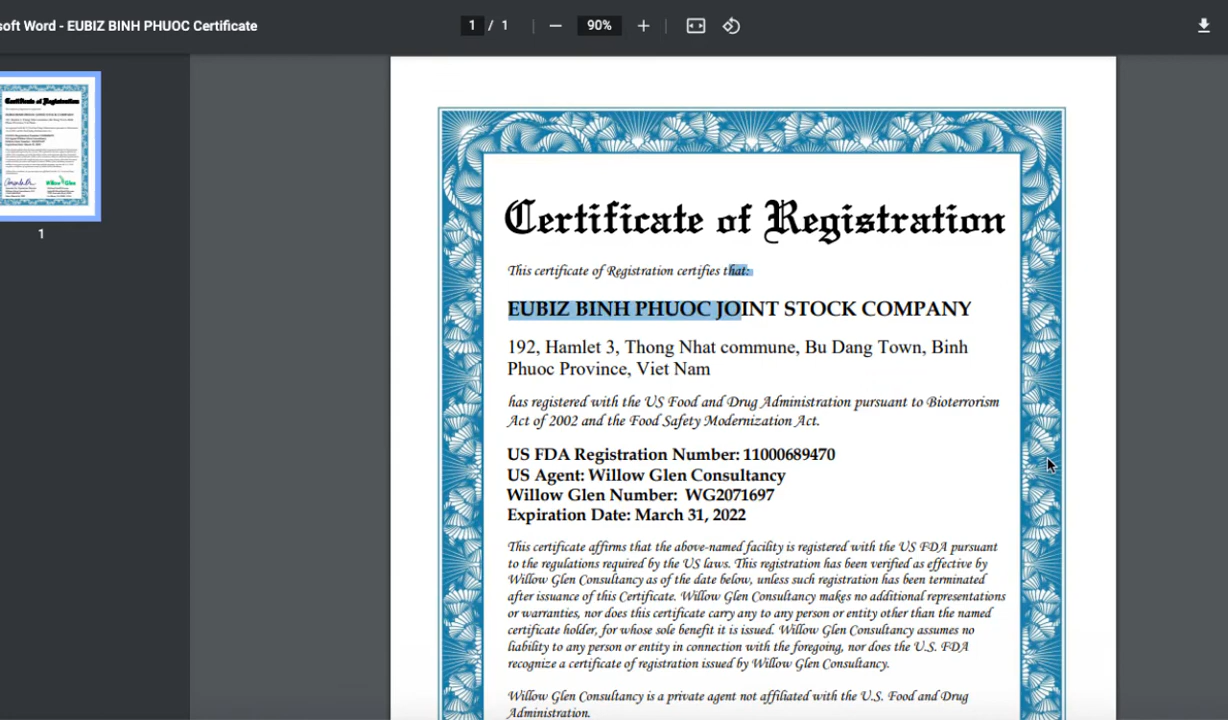 soft Word - EUBIZ BINH PHUOC Certificate
1 / 1
90%
1
Certificate of Registration
This certificate of Registration certifies that:
EUBIZ BINH PHUOC JOINT STOCK COMPANY
192, Hamlet 3, Thong Nhat commune, Bu Dang Town, Binh
Phuoc Province, Viet Nam
has registered with the US Food and Drug Administration pursuant to Bioterrorism
Act of 2002 and the Food Safety Modernization Act.
US FDA Registration Number: 11000689470
US Agent: Willow Glen Consultancy
Willow Glen Number: WG2071697
Expiration Date: March 31, 2022
This certificate affirms that the above-named facility is registered with the US FDA pursuant
to the regulations required by the US laws. This registration has been verified as effective by
Willow Glen Consultancy as of the date below, unless such registration has been terminated
after issuance of this Certificate. Willow Glen Consultancy makes no additional representations
or warranties, nor does this certificate carry any to any person or entity other than the named
certificate holder, for whose sole benefit it is issued. Willow Glen Consultancy assumes no
liability to any person or entity in connection with the foregoing, nor does the U.S. FDA
recognize a certificate of registration issued by Willow Glen Consultancy.
Willow Glen Consultancy is a private agent not affiliated with the U.S. Food and Drug
Administration.